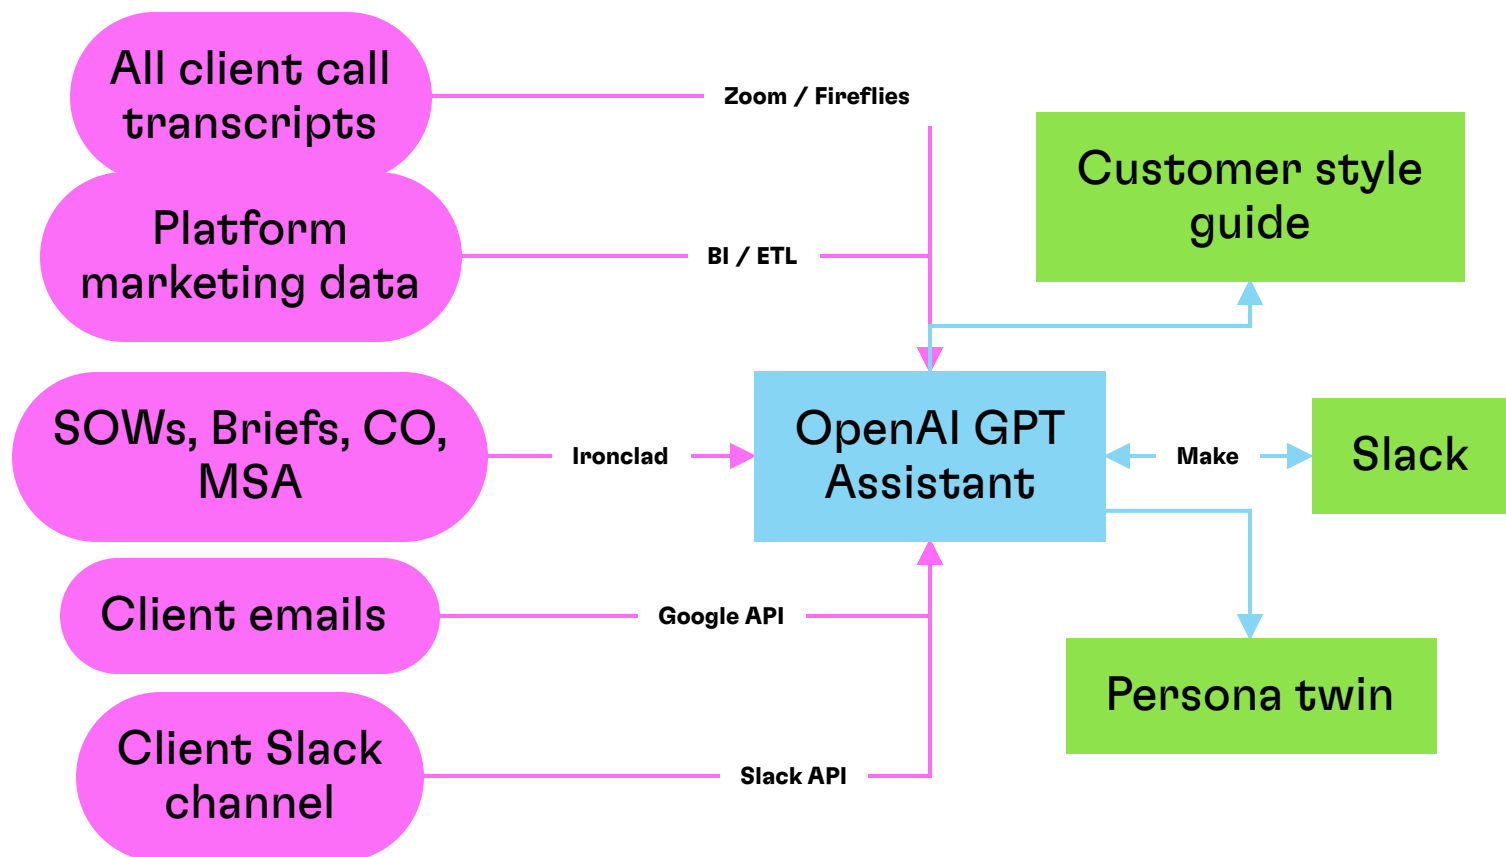 All client call
transcripts
Zoom / Fireflies
Platform
marketing data
BI / ETL
Customer style
guide
SOWs, Briefs, CO,
MSA
Ironclad
OpenAI GPT
Assistant
Make
Slack
Client emails
Google API
Persona twin
Client Slack
channel
Slack API